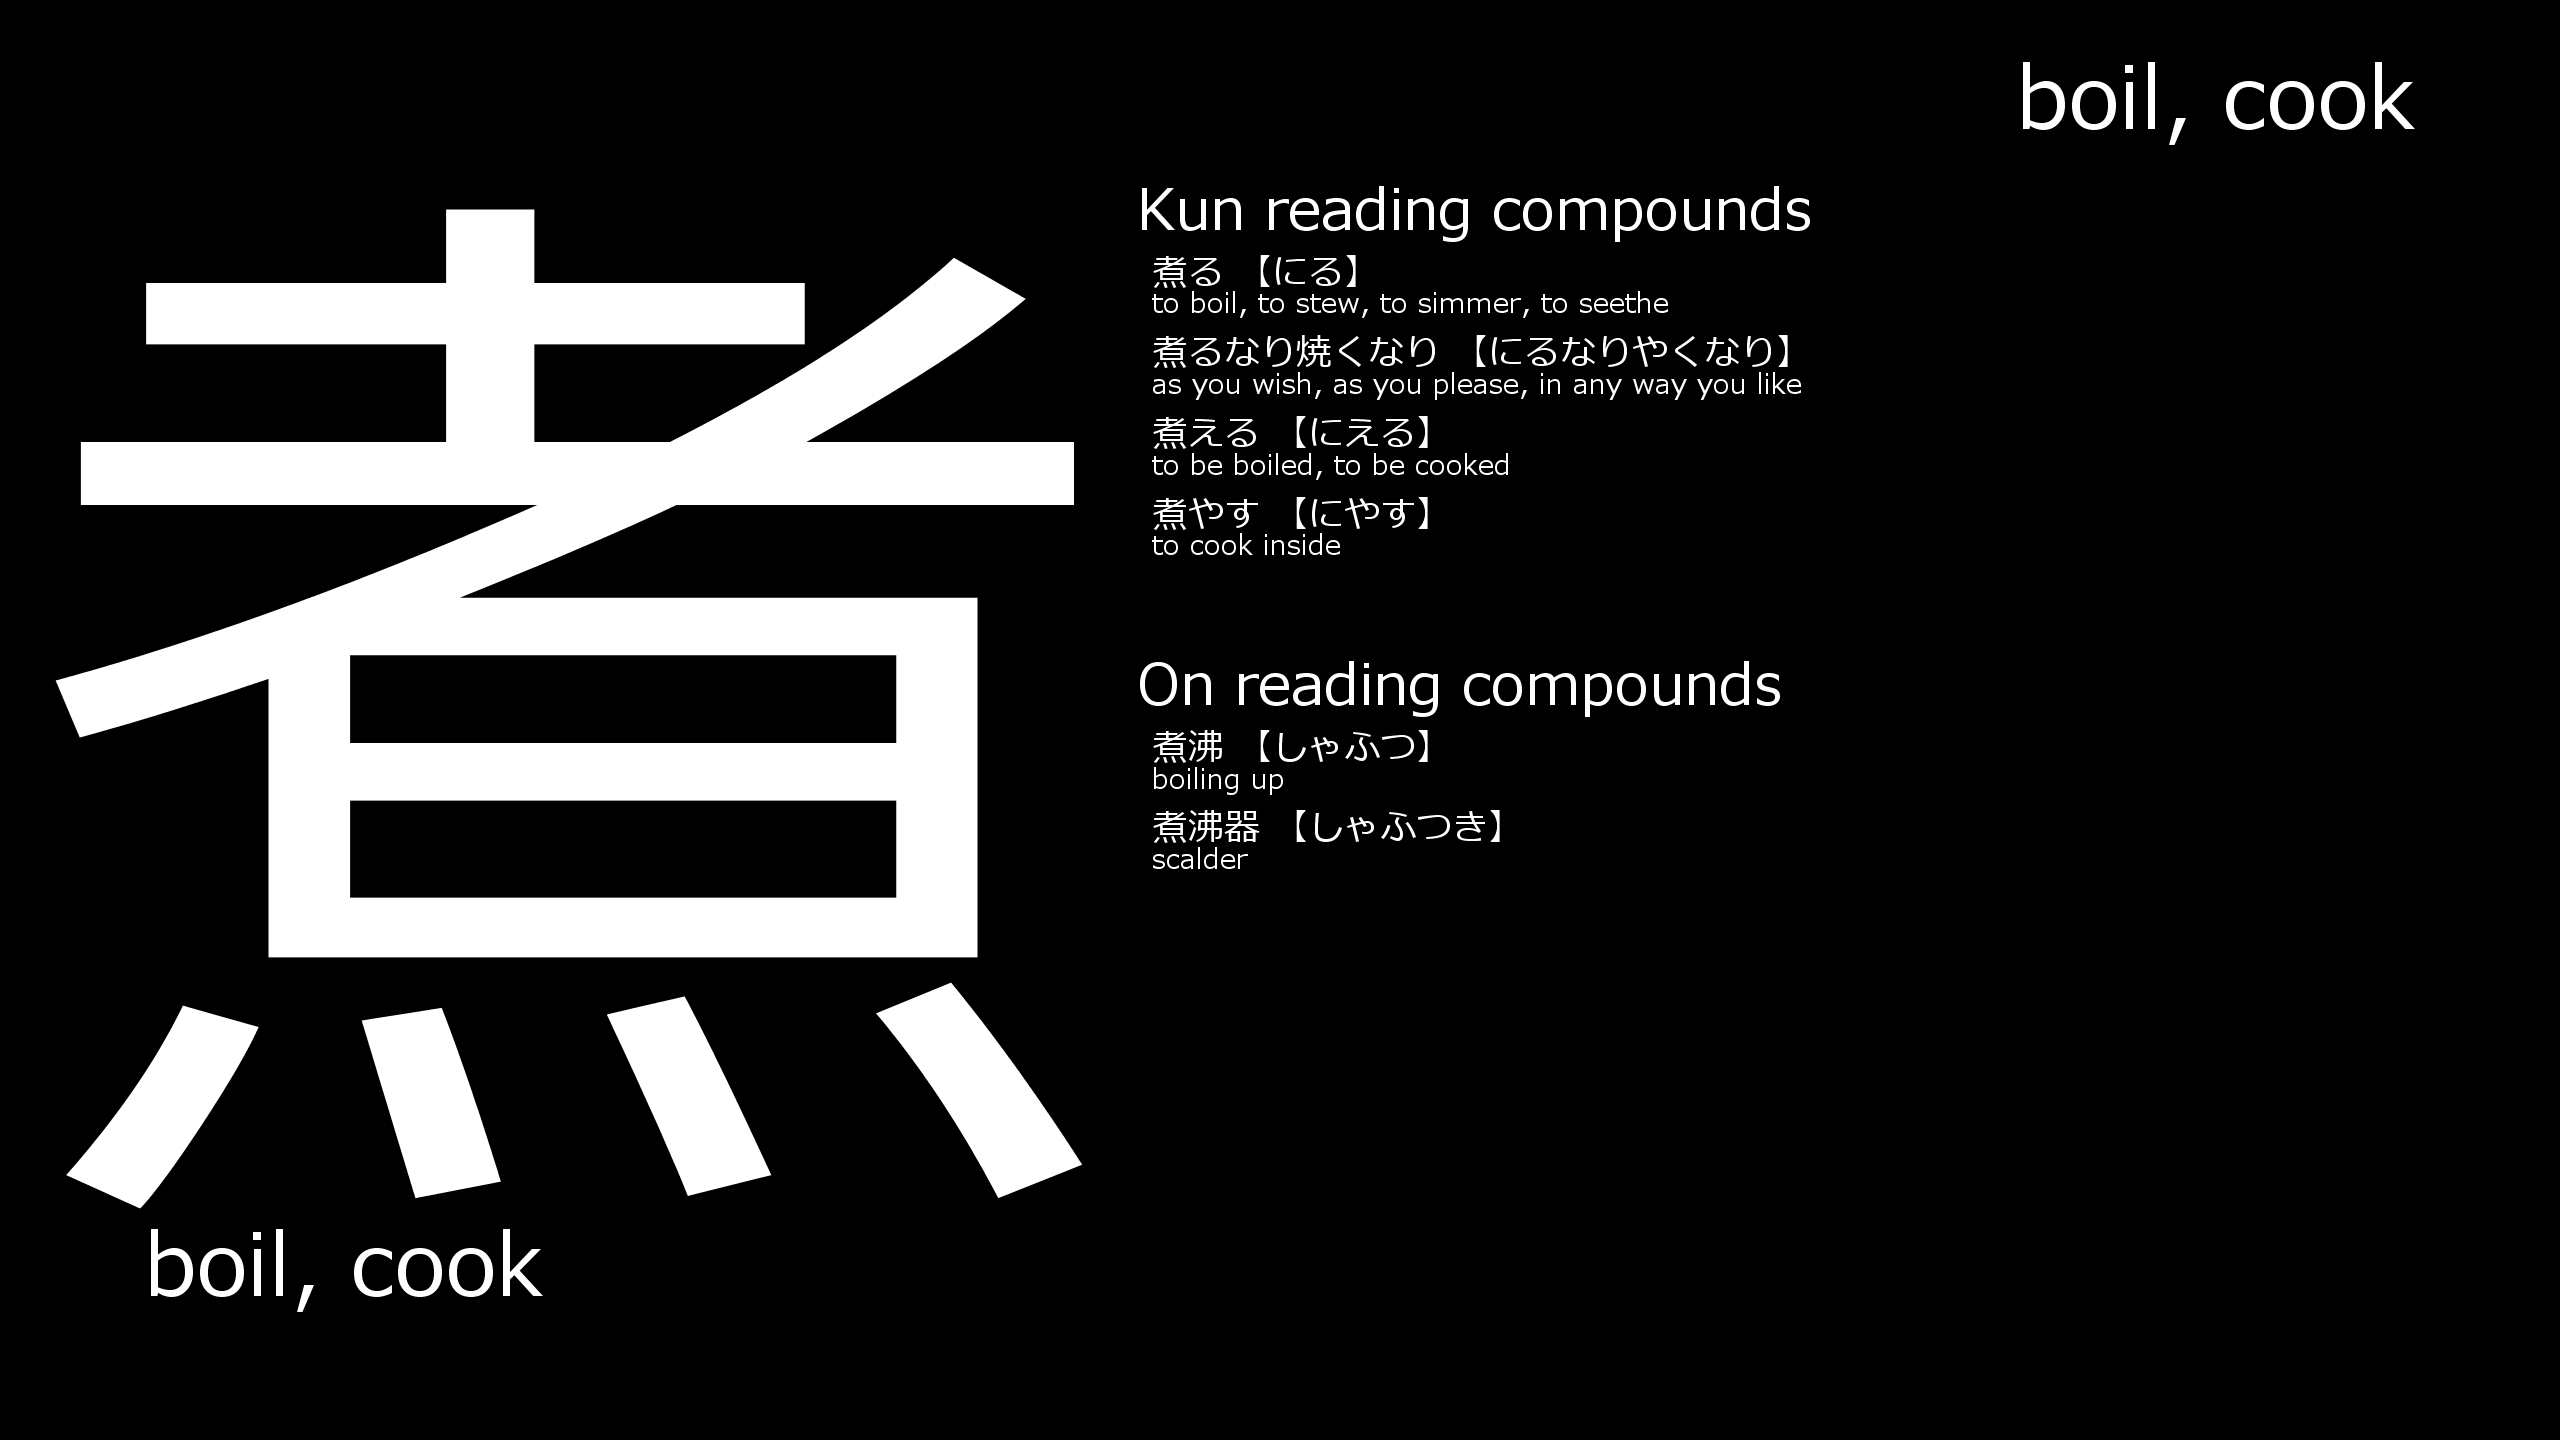 boil, cook
煮
boil, cook
Kun reading compounds
煮る 【にる】
to boil, to stew, to simmer, to seethe
煮るなり焼くなり 【にるなりやくなり】
as you wish, as you please, in any way you like
煮える 【にえる】
to be boiled, to be cooked
煮やす 【にやす】
to cook inside
On reading compounds
煮沸 【しゃふつ】
boiling up
煮沸器 【しゃふつき】
scalder